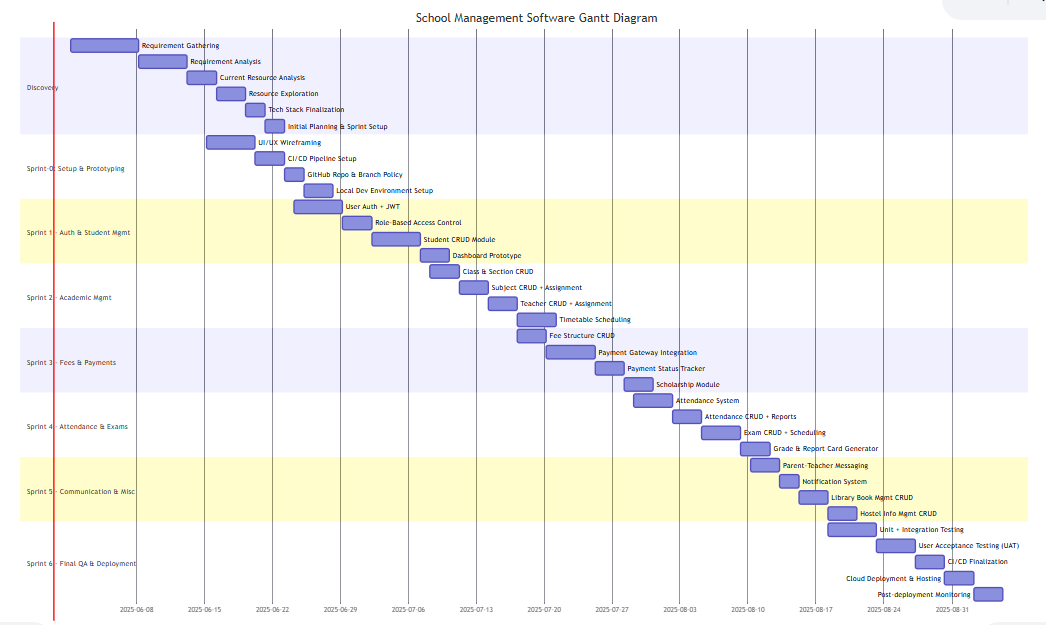 School Management Software Gantt Diagram
Requirement Gathering
Requirement Analysis
Current Resource Analysis
Discovery
Resource Exploration
Tech Stack Finalization
Initial Planning & Sprint Setup
UI/UX Wireframing
CI/CD Pipeline Setup
Sprint-0: Setup & Prototyping
GitHub Repo & Branch Policy
Local Dev Environment Setup
User Auth + JWT
Role-Based Access Control
Sprint 1 - Auth & Student Mgmt
Student CRUD Module
Dashboard Prototype
Class & Section CRUD
Subject CRUD + Assignment
Sprint 2 - Academic Mgmt
Teacher CRUD + Assignment
Timetable Scheduling
Fee Structure CRUD
Payment Gateway Integration
Sprint 3 - Fees & Payments
Payment Status Tracker
Scholarship Module
Attendance System
Attendance CRUD + Reports
Sprint 4 - Attendance & Exams
Exam CRUD + Scheduling
Grade & Report Card Generator
Parent-Teacher Messaging
Notification System
Sprint 5 - Communication & Misc
Library Book Mgmt CRUD
Hostel Info Mgmt CRUD
Unit + Integration Testing
User Acceptance Testing (UAT)
Sprint 6 - Final QA & Deployment
CI/CD Finalization
Cloud Deployment & Hosting
Post-deployment Monitoring
2025-06-08 2025-06-15 2025-06-22 2025-06-29 2025-07-06 2025-07-13 2025-07-20 2025-07-27 2025-08-03 2025-08-10 2025-08-17 2025-08-24 2025-08-31